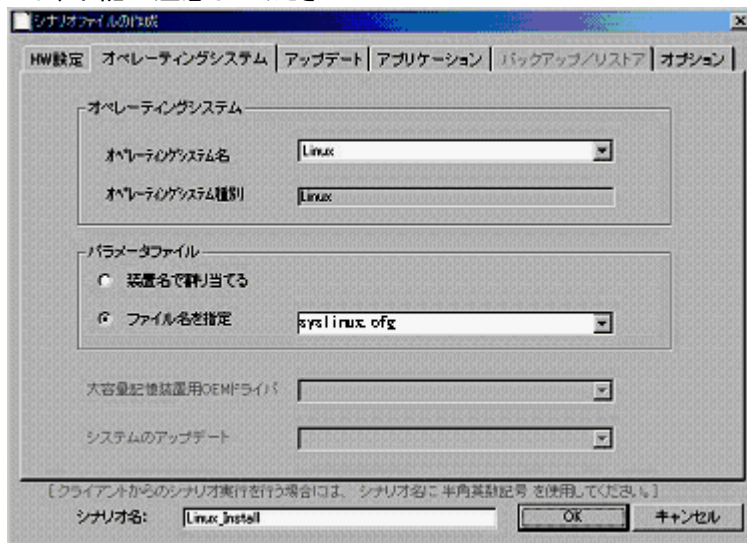 シナリオファイルの作成
HW設定 オペレーティングシステム アップデート アプリケーション バックアップ/リストア オプション
オペレーティングシステム
オペレーティングシステム名 Linux
オペレーティングシステム種別 Linux
パラメータファイル
装置名で割り当てる
ファイル名を指定 syslinux.cfg
大容量記憶装置用OEMドライバ
システムのアップデート
[クライアントからのシナリオ実行を行う場合には、シナリオ名に 半角英数記号 を使用してください。]
シナリオ名: Linux_Install OK キャンセル